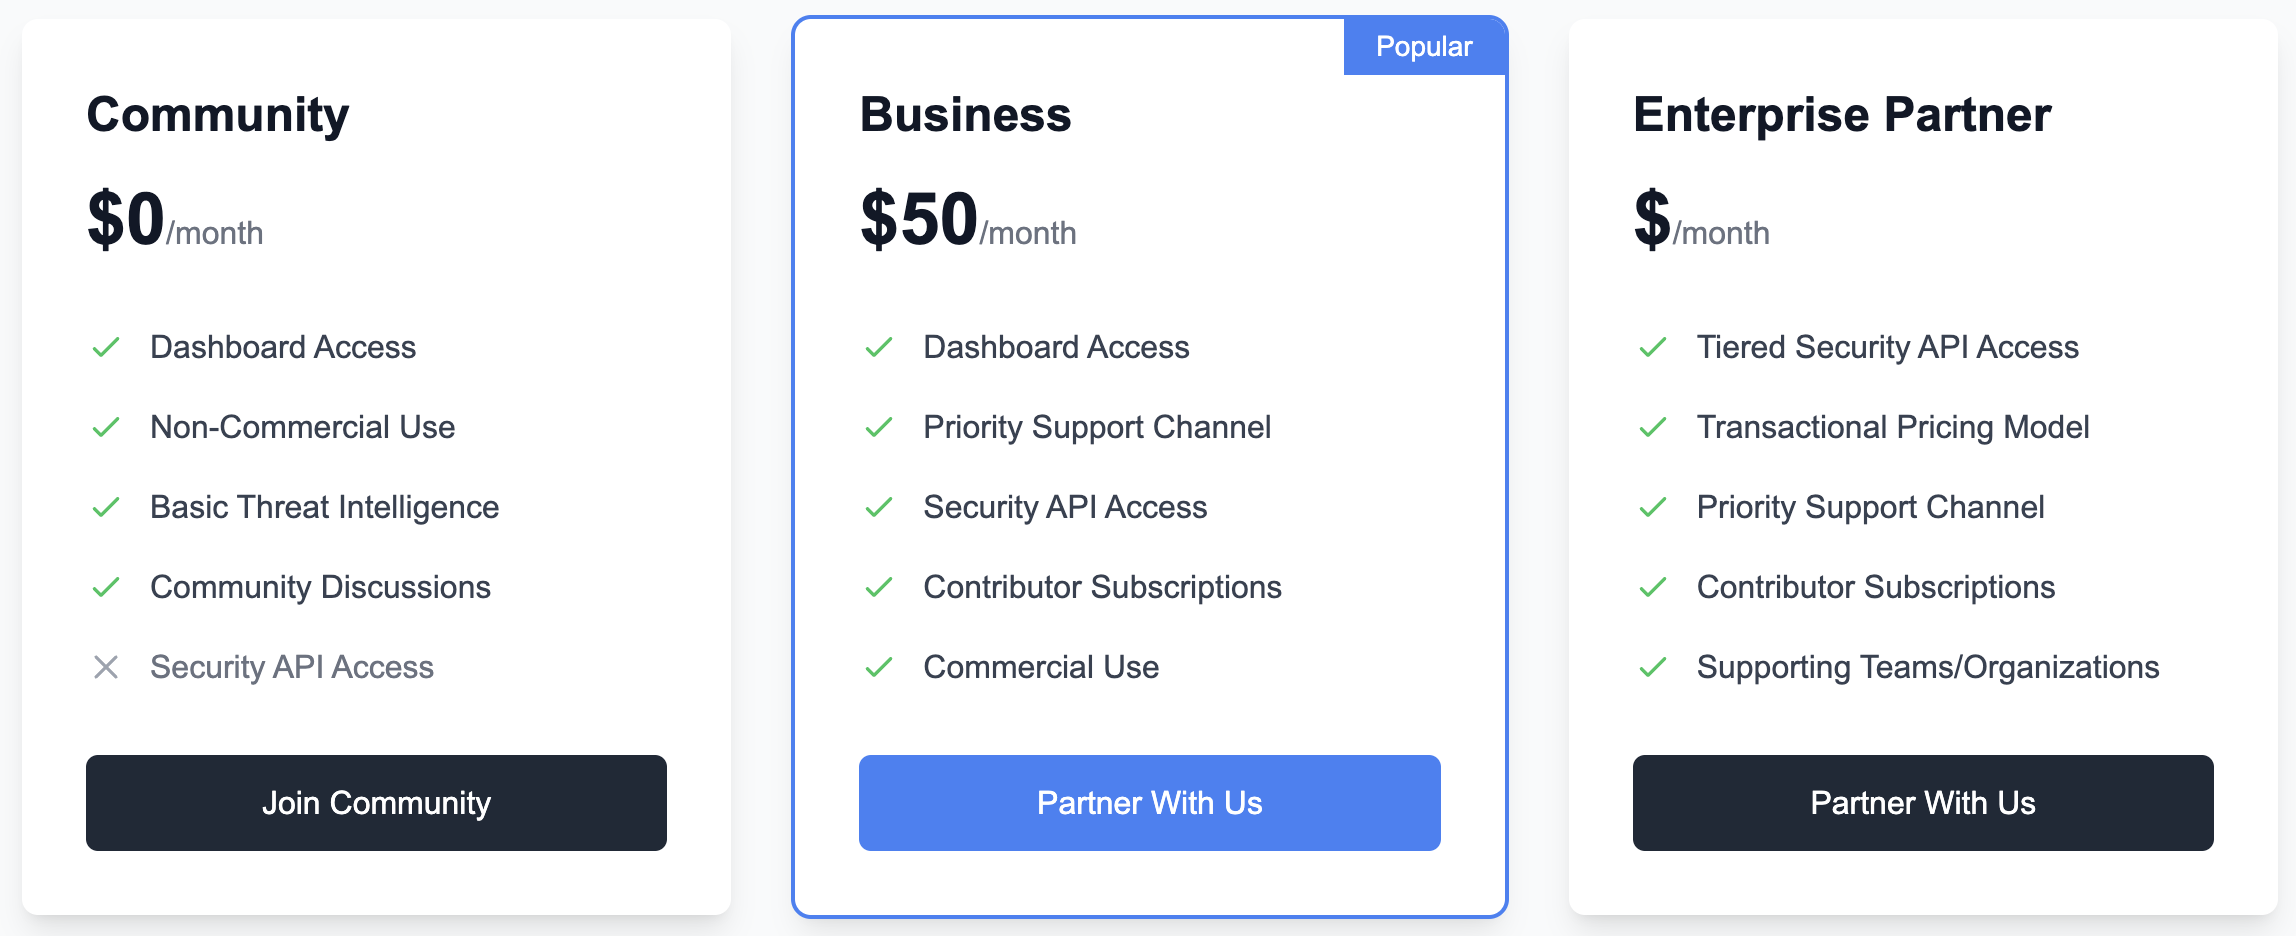 Community
$0/month
Dashboard Access
Non-Commercial Use
Basic Threat Intelligence
Community Discussions
Security API Access
Join Community
Popular
Business
$50/month
Dashboard Access
Priority Support Channel
Security API Access
Contributor Subscriptions
Commercial Use
Partner With Us
Enterprise Partner
$/month
Tiered Security API Access
Transactional Pricing Model
Priority Support Channel
Contributor Subscriptions
Supporting Teams/Organizations
Partner With Us